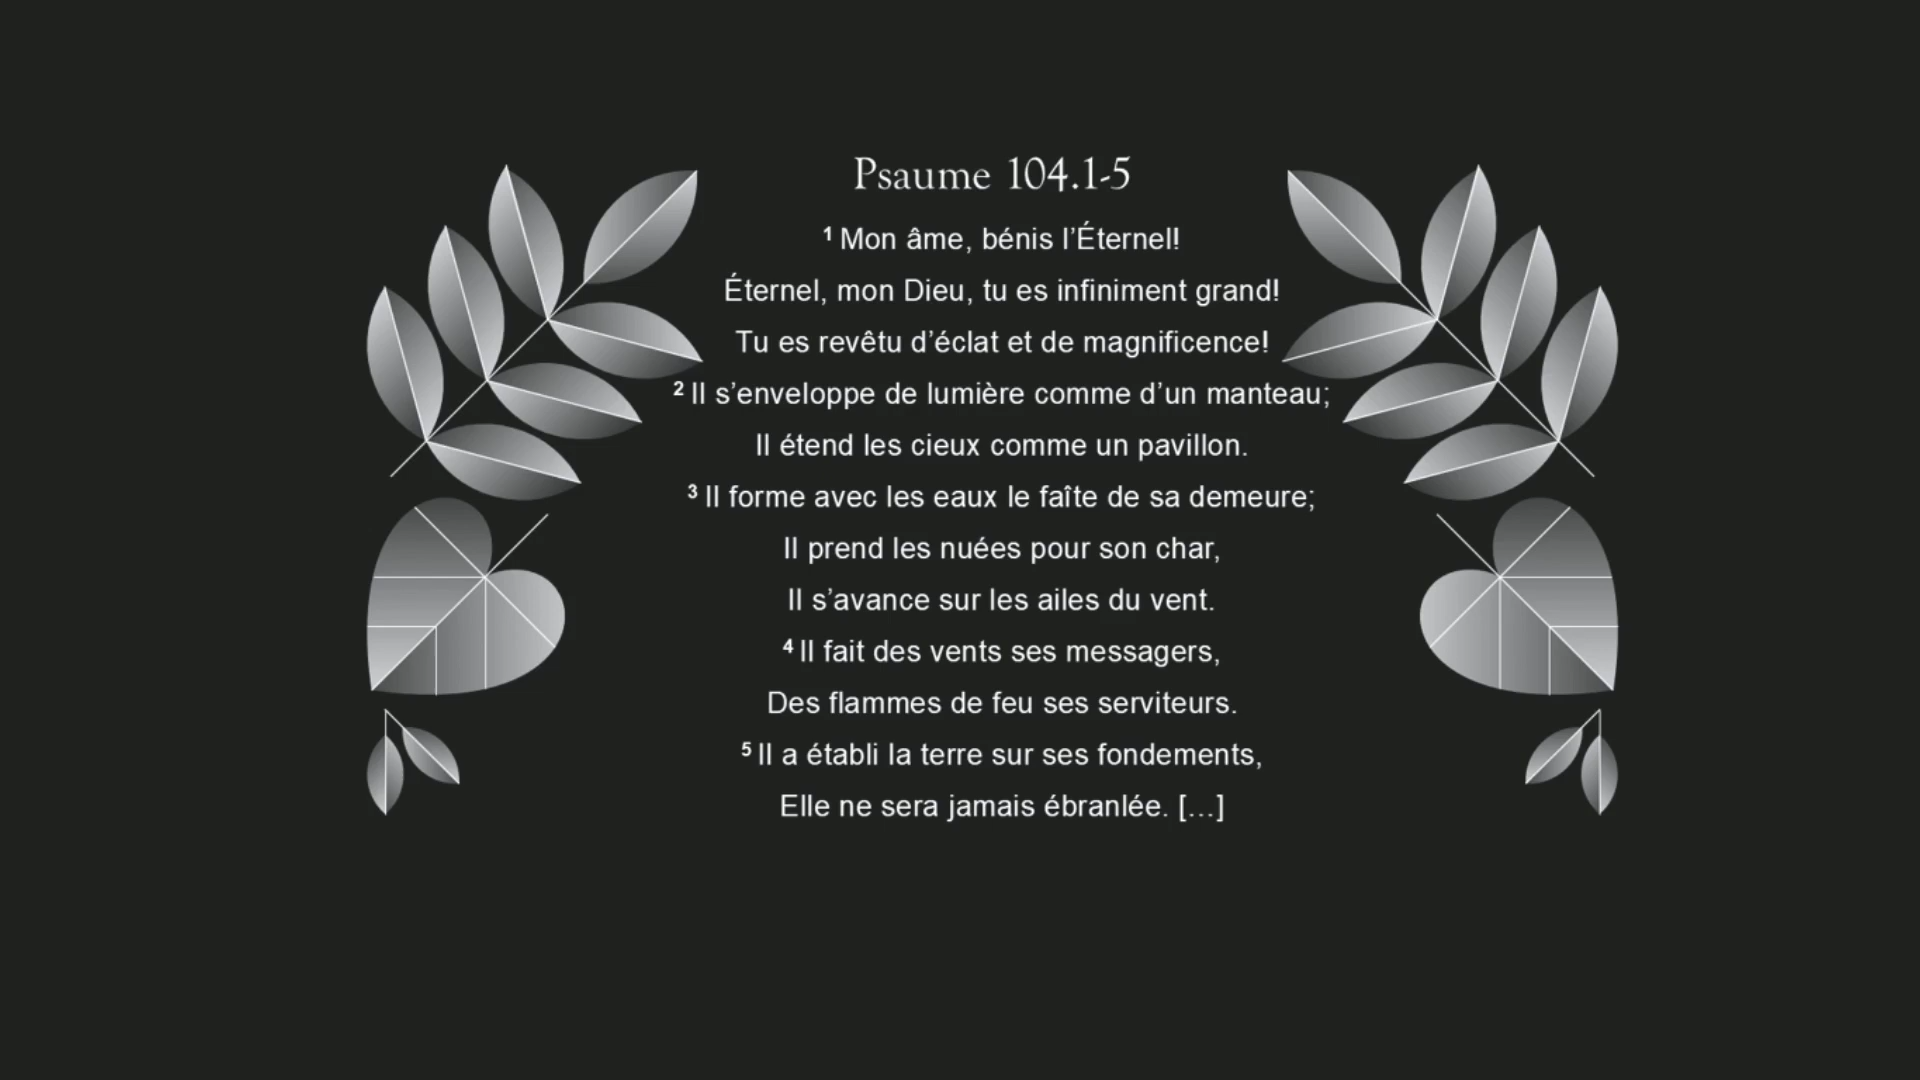 Psaume 104.1-5
¹ Mon âme, bénis l’Éternel!
Éternel, mon Dieu, tu es infiniment grand!
Tu es revêtu d’éclat et de magnificence!
² Il s’enveloppe de lumière comme d’un manteau;
Il étend les cieux comme un pavillon.
³ Il forme avec les eaux le faîte de sa demeure;
Il prend les nuées pour son char,
Il s’avance sur les ailes du vent.
⁴ Il fait des vents ses messagers,
Des flammes de feu ses serviteurs.
⁵ Il a établi la terre sur ses fondements,
Elle ne sera jamais ébranlée. […]